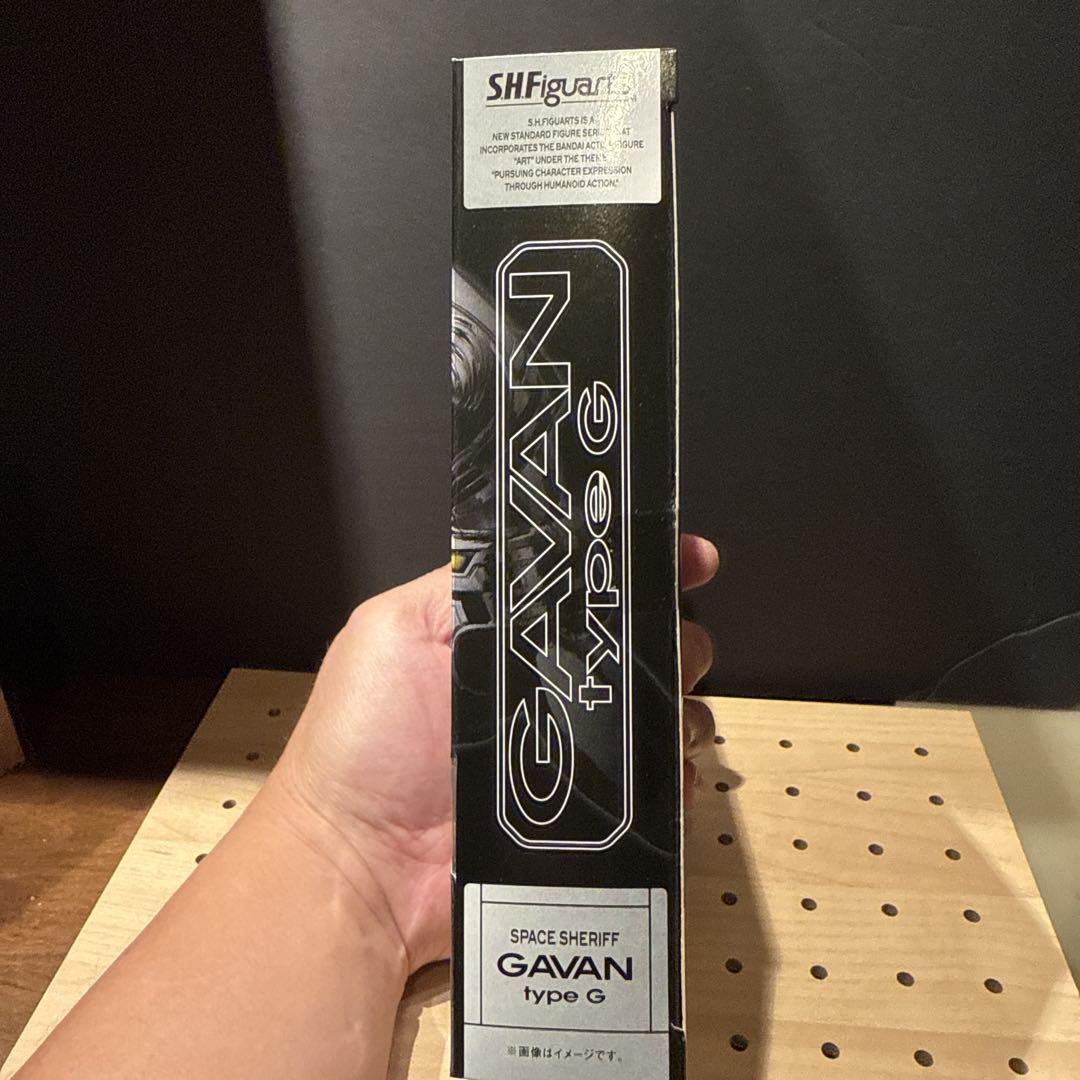 S.H.Figuarts
S.H.FIGUARTS IS A
NEW STANDARD FIGURE SERIES THAT
INCORPORATES THE BANDAI ACTION FIGURE
"ART" UNDER THE THEME
"PURSUING CHARACTER EXPRESSION
THROUGH HUMANOID ACTION."
GAVAN
type G
SPACE SHERIFF
GAVAN
type G
※画像はイメージです。